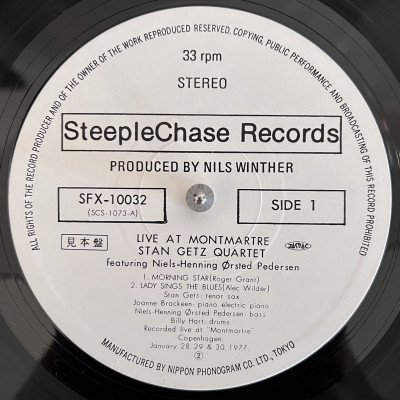 ALL RIGHTS OF THE RECORD PRODUCER AND OF THE OWNER OF THE WORK REPRODUCED RESERVED. COPYING, PUBLIC PERFORMANCE AND BROADCASTING OF THIS RECORD PROHIBITED
33 rpm
STEREO
SteepleChase Records
PRODUCED BY NILS WINTHER
SFX-10032
(SCS-1073-A)
SIDE 1
見本盤
LIVE AT MONTMARTRE
STAN GETZ QUARTET
featuring Niels-Henning Ørsted Pedersen
1. MORNING STAR(Roger Grant)
2. LADY SINGS THE BLUES(Alec Wilder)
Stan Getz: tenor sax
Joanne Brackeen: piano, electric piano
Niels-Henning Ørsted Pedersen: bass
Billy Hart: drums
Recorded live at "Montmartre"
Copenhagen.
January 28, 29 & 30, 1977.
②
MANUFACTURED BY NIPPON PHONOGRAM CO. LTD., TOKYO